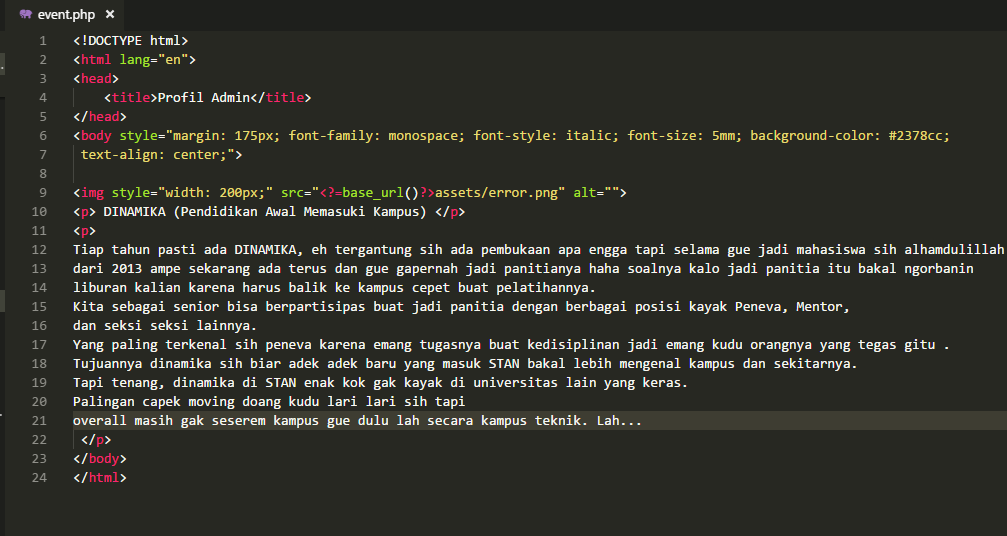 event.php ×
1 <!DOCTYPE html>
2 <html lang="en">
3 <head>
4 <title>Profil Admin</title>
5 </head>
6 <body style="margin: 175px; font-family: monospace; font-style: italic; font-size: 5mm; background-color: #2378cc;
7 text-align: center;">
8
9 <img style="width: 200px;" src="<?=base_url()?>assets/error.png" alt="">
10 <p> DINAMIKA (Pendidikan Awal Memasuki Kampus) </p>
11 <p>
12 Tiap tahun pasti ada DINAMIKA, eh tergantung sih ada pembukaan apa engga tapi selama gue jadi mahasiswa sih alhamdulillah
13 dari 2013 ampe sekarang ada terus dan gue gapernah jadi panitianya haha soalnya kalo jadi panitia itu bakal ngorbanin
14 liburan kalian karena harus balik ke kampus cepet buat pelatihannya.
15 Kita sebagai senior bisa berpartisipas buat jadi panitia dengan berbagai posisi kayak Peneva, Mentor,
16 dan seksi seksi lainnya.
17 Yang paling terkenal sih peneva karena emang tugasnya buat kedisiplinan jadi emang kudu orangnya yang tegas gitu .
18 Tujuannya dinamika sih biar adek adek baru yang masuk STAN bakal lebih mengenal kampus dan sekitarnya.
19 Tapi tenang, dinamika di STAN enak kok gak kayak di universitas lain yang keras.
20 Palingan capek moving doang kudu lari lari sih tapi
21 overall masih gak seserem kampus gue dulu lah secara kampus teknik. Lah...
22 </p>
23 </body>
24 </html>